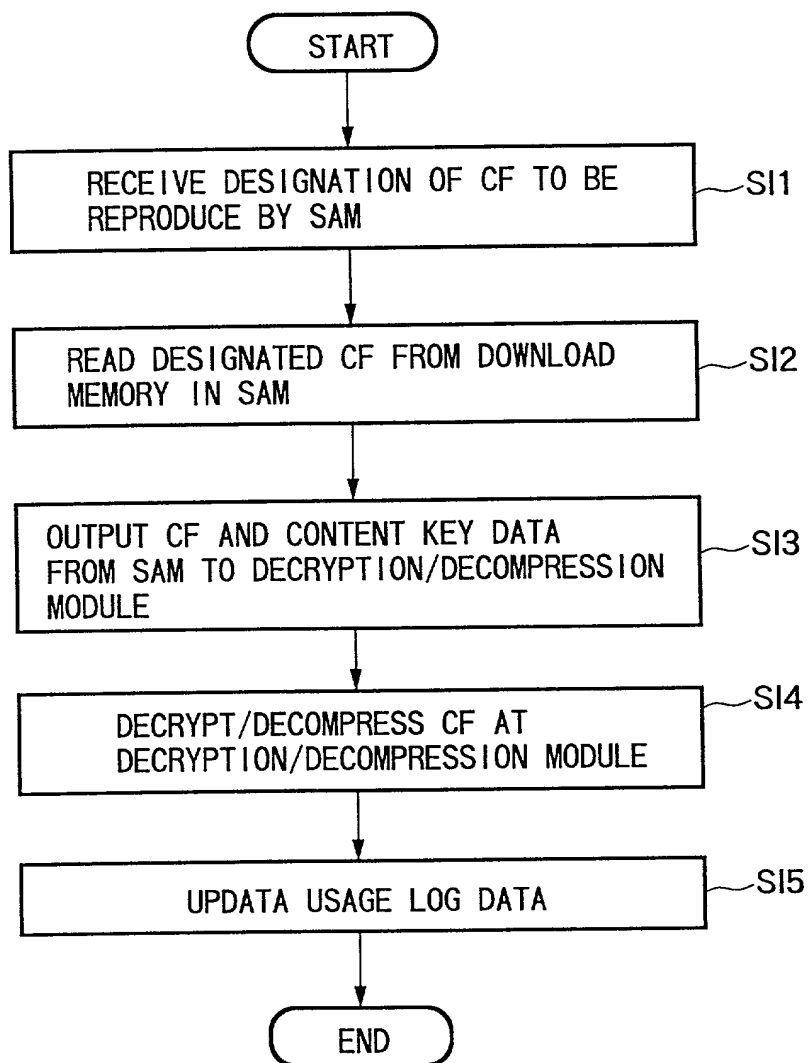 START
RECEIVE DESIGNATION OF CF TO BE
REPRODUCE BY SAM
SI1
READ DESIGNATED CF FROM DOWNLOAD
MEMORY IN SAM
SI2
OUTPUT CF AND CONTENT KEY DATA
FROM SAM TO DECRYPTION/DECOMPRESSION
MODULE
SI3
DECRYPT/DECOMPRESS CF AT
DECRYPTION/DECOMPRESSION MODULE
SI4
UPDATA USAGE LOG DATA
SI5
END